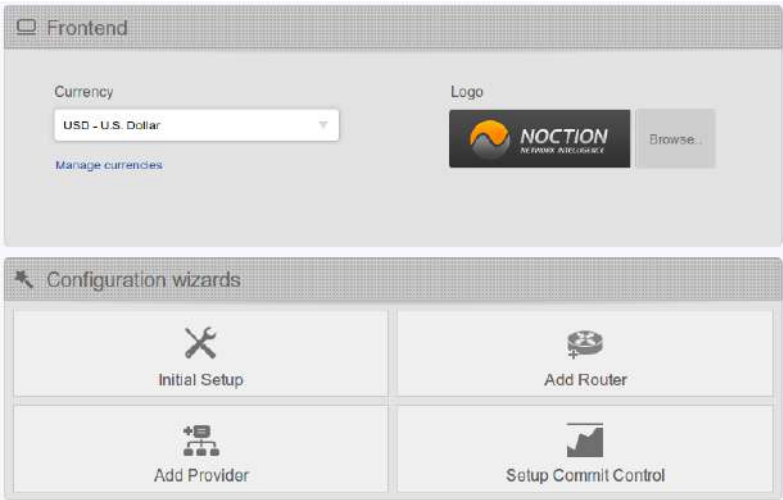 Frontend
Currency
Logo
USD - U.S. Dollar
NOCTION
NETWORK INTELLIGENCE
Browse..
Manage currencies
Configuration wizards
Initial Setup
Add Router
Add Provider
Setup Commit Control